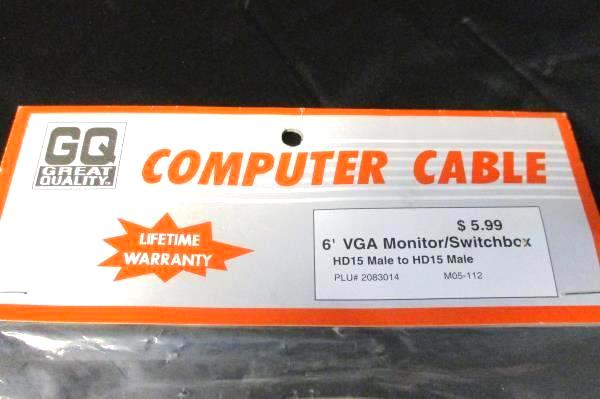 GQ
GREAT
QUALITY™
COMPUTER CABLE
LIFETIME
WARRANTY
$ 5.99
6' VGA Monitor/Switchbox
HD15 Male to HD15 Male
PLU# 2083014 M05-112